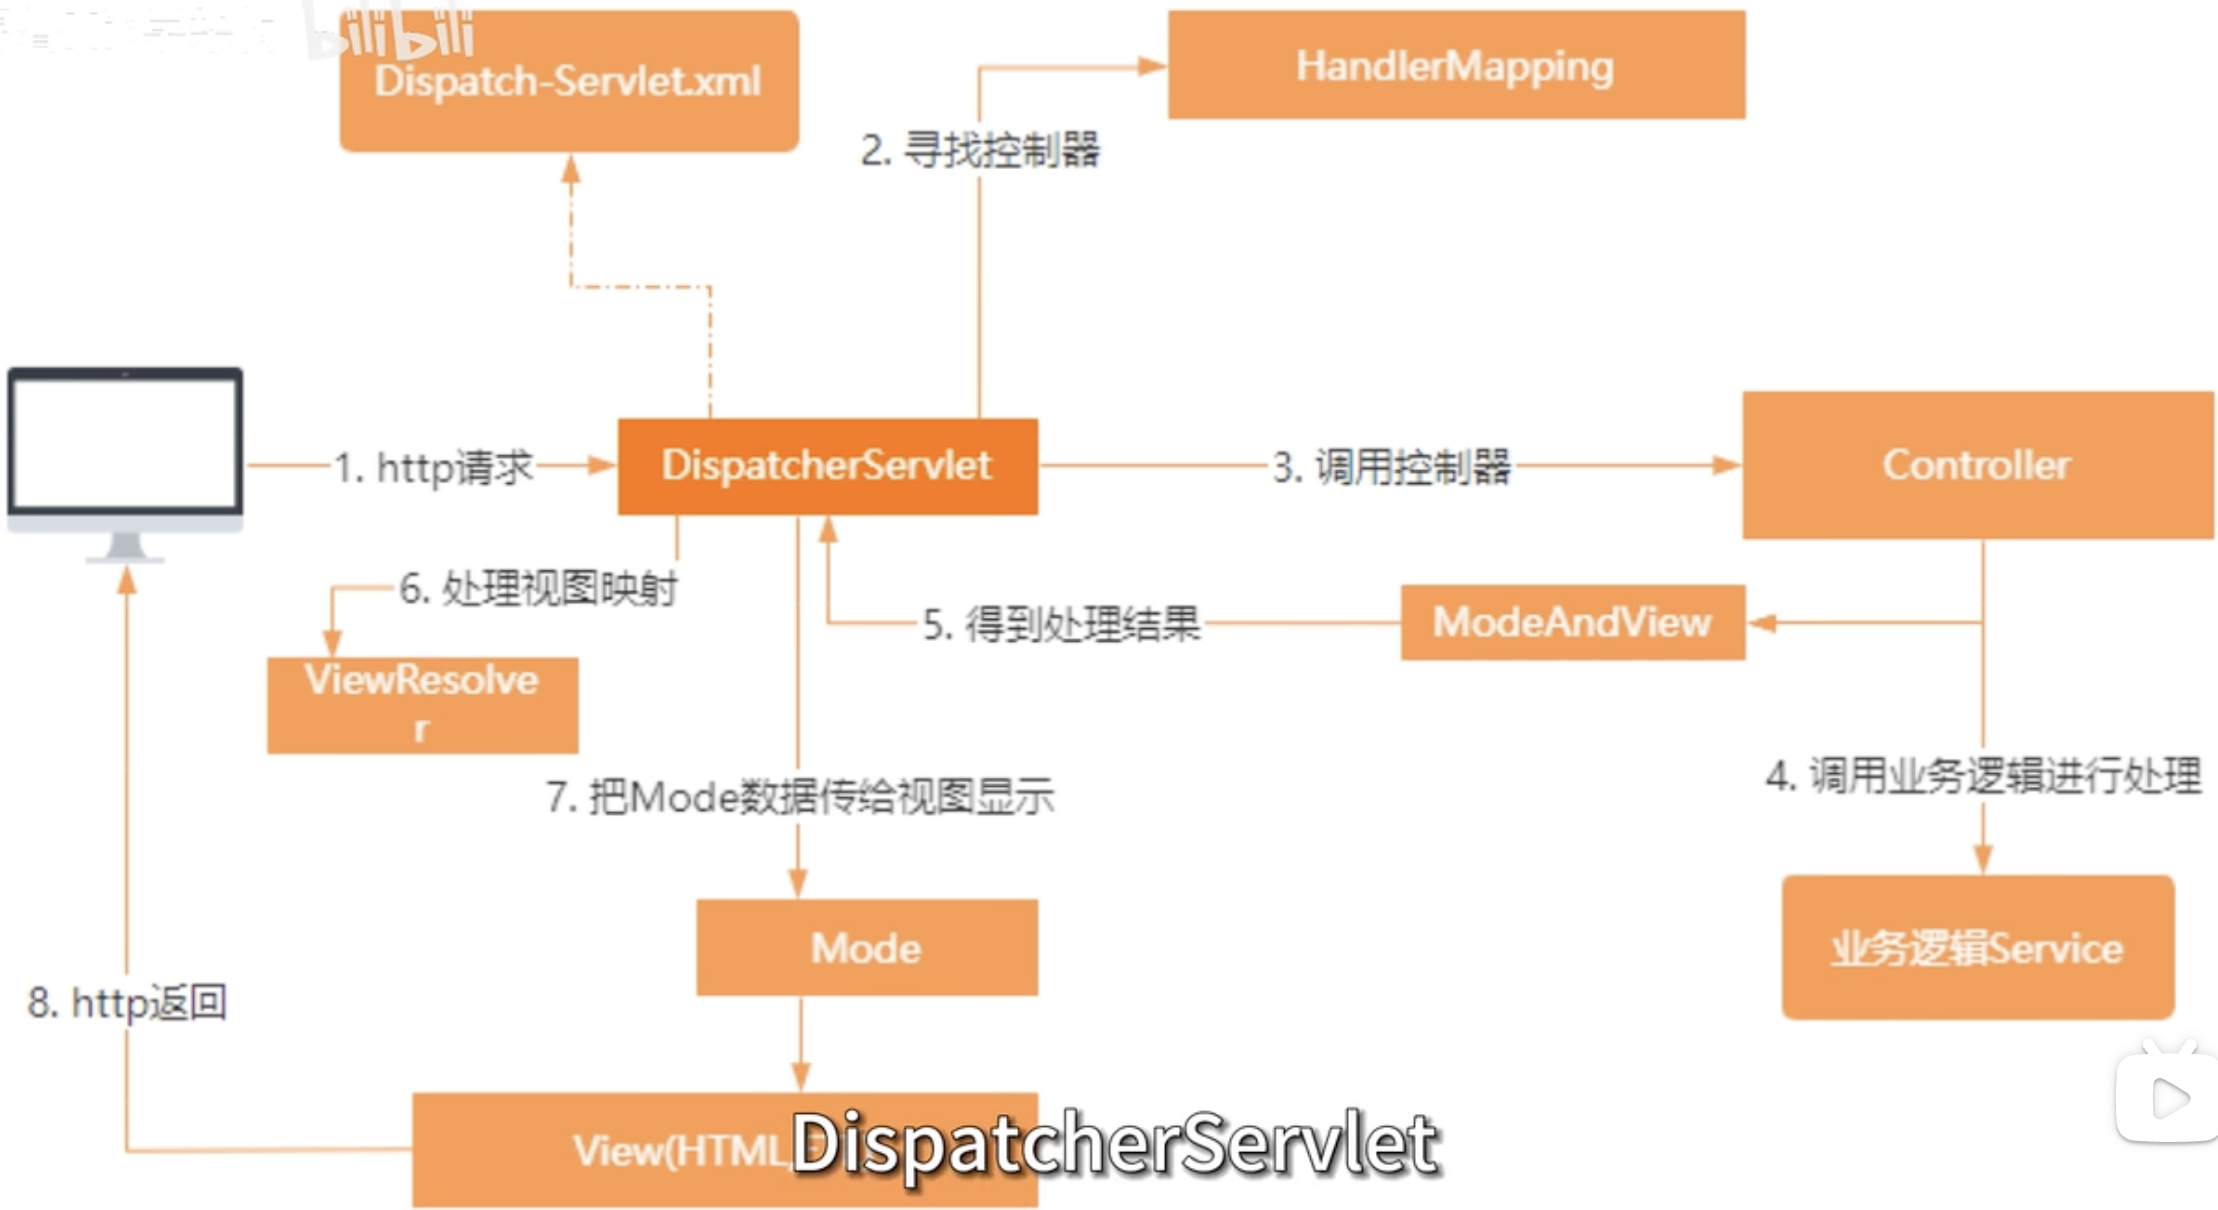 bilibili
Dispatch-Servlet.xml
HandlerMapping
2. 寻找控制器
1. http请求
DispatcherServlet
3. 调用控制器
Controller
6. 处理视图映射
5. 得到处理结果
ModeAndView
ViewResolve
r
7. 把Mode数据传给视图显示
4. 调用业务逻辑进行处理
Mode
业务逻辑Service
8. http返回
View(HTML
DispatcherServlet